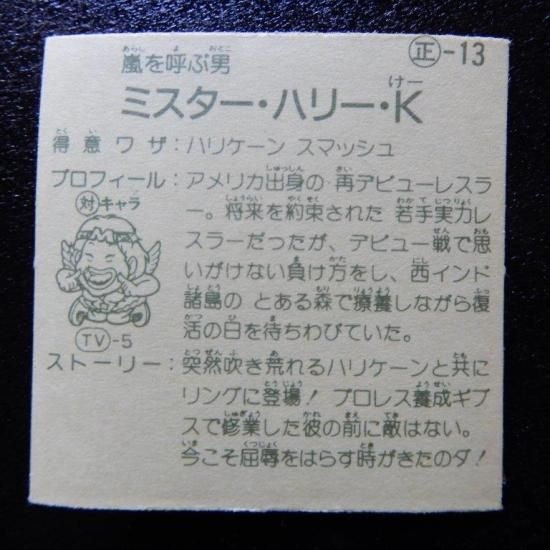 正-13
嵐を呼ぶ男
ミスター・ハリー・K
得意ワザ:ハリケーン スマッシュ
プロフィール:アメリカ出身の 再デビューレスラ
ー。将来を約束された 若手実力レ
スラーだったが、デビュー戦で思
いがけない負け方をし、西インド
諸島の とある森で療養しながら復
活の日を待ちわびていた。
対キャラ
TV-5
ストーリー:突然吹き荒れるハリケーンと共に
リングに登場! プロレス養成ギプ
スで修業した彼の前に敵はない。
今こそ屈辱をはらす時がきたのダ!